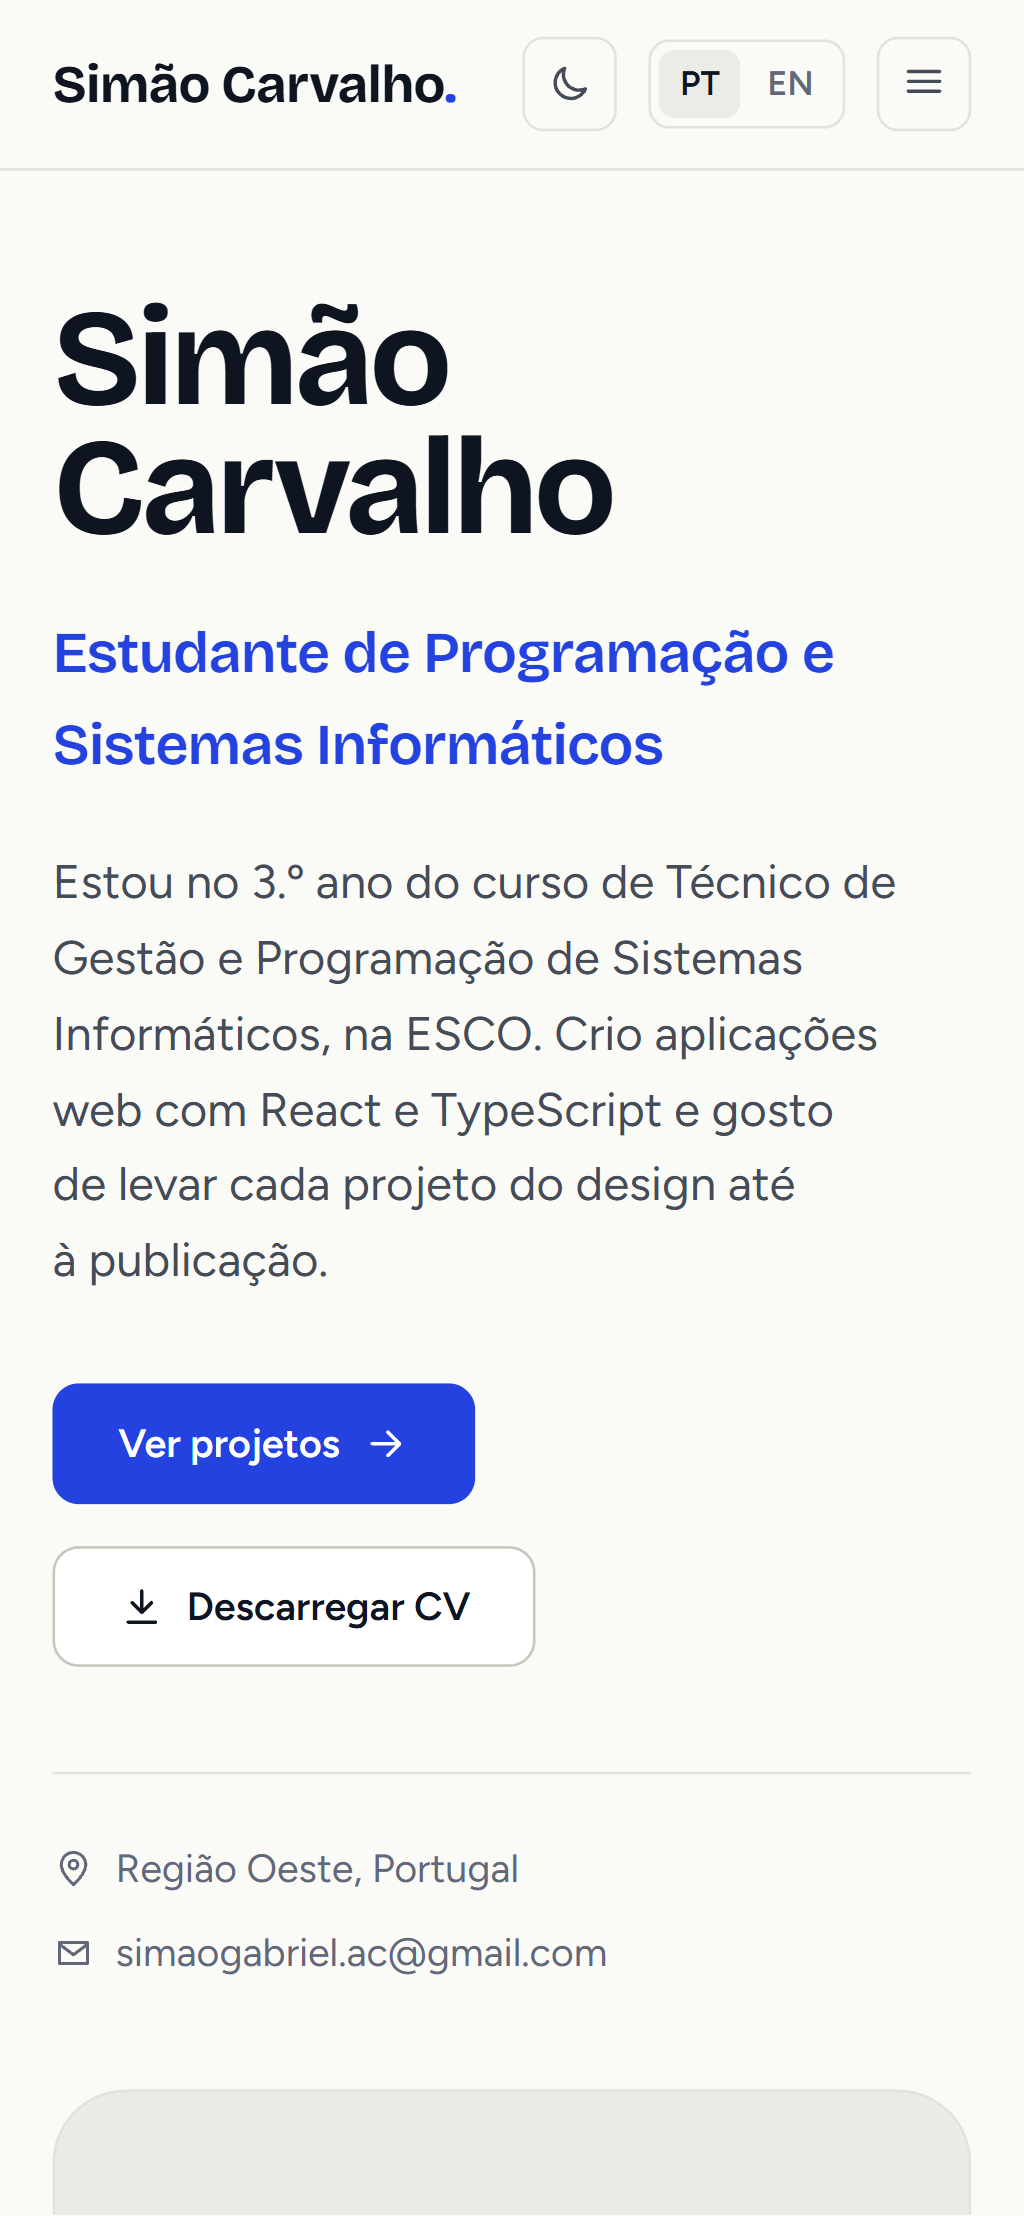 Simão Carvalho.
PT EN
Simão
Carvalho
Estudante de Programação e
Sistemas Informáticos
Estou no 3.º ano do curso de Técnico de
Gestão e Programação de Sistemas
Informáticos, na ESCO. Crio aplicações
web com React e TypeScript e gosto
de levar cada projeto do design até
à publicação.
Ver projetos
Descarregar CV
Região Oeste, Portugal
simaogabriel.ac@gmail.com